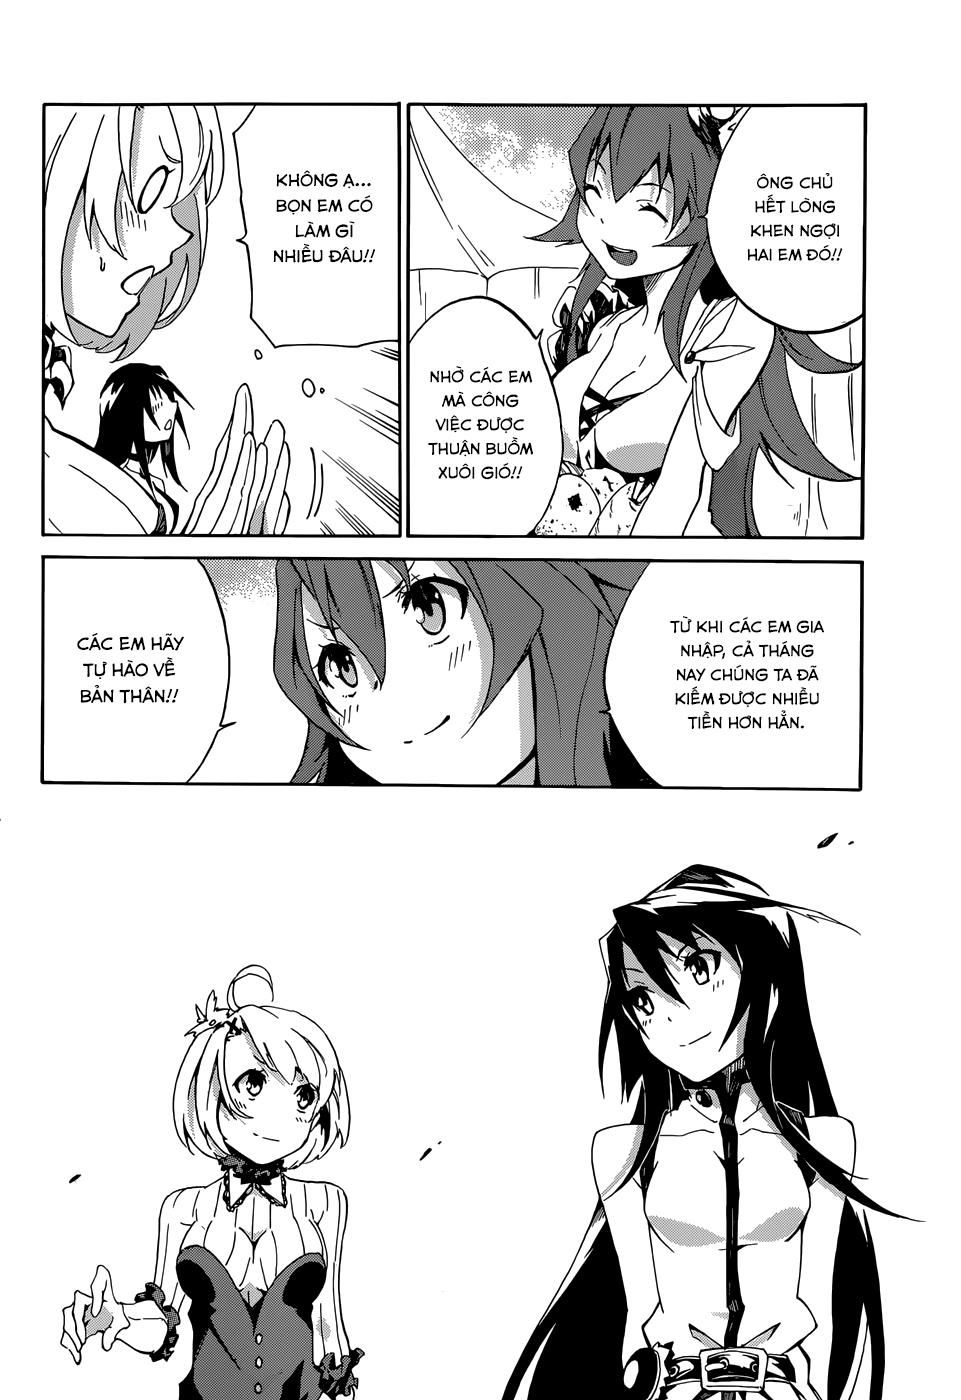 ÔNG CHỦ
HẾT LÒNG
KHEN NGỢI
HAI EM ĐÓ!!
NHỜ CÁC EM
MÀ CÔNG
VIỆC ĐƯỢC
THUẬN BUỒM
XUÔI GIÓ!!
KHÔNG Ạ...
BỌN EM CÓ
LÀM GÌ
NHIỀU ĐÂU!!
TỪ KHI CÁC EM GIA
NHẬP, CẢ THÁNG
NAY CHÚNG TA ĐÃ
KIẾM ĐƯỢC NHIỀU
TIỀN HƠN HẲN.
CÁC EM HÃY
TỰ HÀO VỀ
BẢN THÂN!!